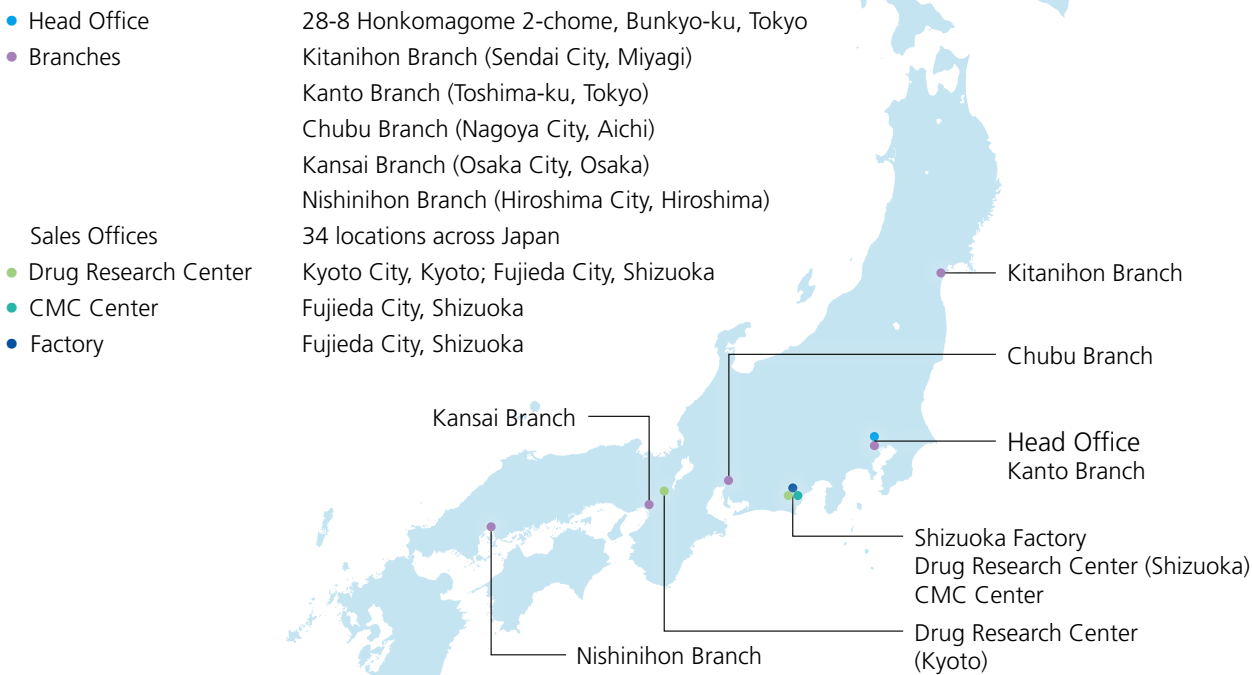 Head Office 28-8 Honkomagome 2-chome, Bunkyo-ku, Tokyo
Branches Kitanihon Branch (Sendai City, Miyagi)
Kanto Branch (Toshima-ku, Tokyo)
Chubu Branch (Nagoya City, Aichi)
Kansai Branch (Osaka City, Osaka)
Nishinihon Branch (Hiroshima City, Hiroshima)
Sales Offices 34 locations across Japan
Drug Research Center Kyoto City, Kyoto; Fujieda City, Shizuoka
CMC Center Fujieda City, Shizuoka
Factory Fujieda City, Shizuoka
Kitanihon Branch
Chubu Branch
Kansai Branch
Head Office
Kanto Branch
Shizuoka Factory
Drug Research Center (Shizuoka)
CMC Center
Drug Research Center
(Kyoto)
Nishinihon Branch